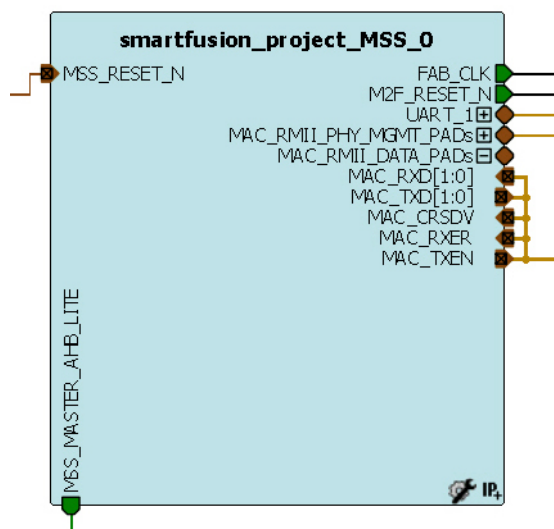 smartfusion_project_MSS_0
MSS_RESET_N
FAB_CLK
M2F_RESET_N
UART_1
MAC_RMII_PHY_MGMT_PADs
MAC_RMII_DATA_PADs
MAC_RXD[1:0]
MAC_TXD[1:0]
MAC_CRSDV
MAC_RXER
MAC_TXEN
MSS_MASTER_AHB_LITE
IP+